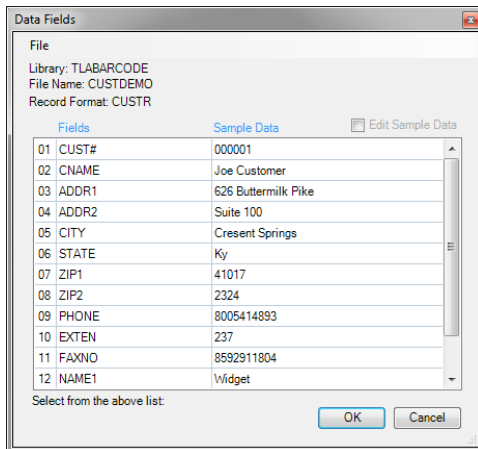 Data Fields
File
Library: TLABARCODE
File Name: CUSTDEMO
Record Format: CUSTR
Fields Sample Data Edit Sample Data
01 CUST# 000001
02 CNAME Joe Customer
03 ADDR1 626 Buttermilk Pike
04 ADDR2 Suite 100
05 CITY Cresent Springs
06 STATE Ky
07 ZIP1 41017
08 ZIP2 2324
09 PHONE 8005414893
10 EXTEN 237
11 FAXNO 8592911804
12 NAME1 Widget
Select from the above list:
OK Cancel